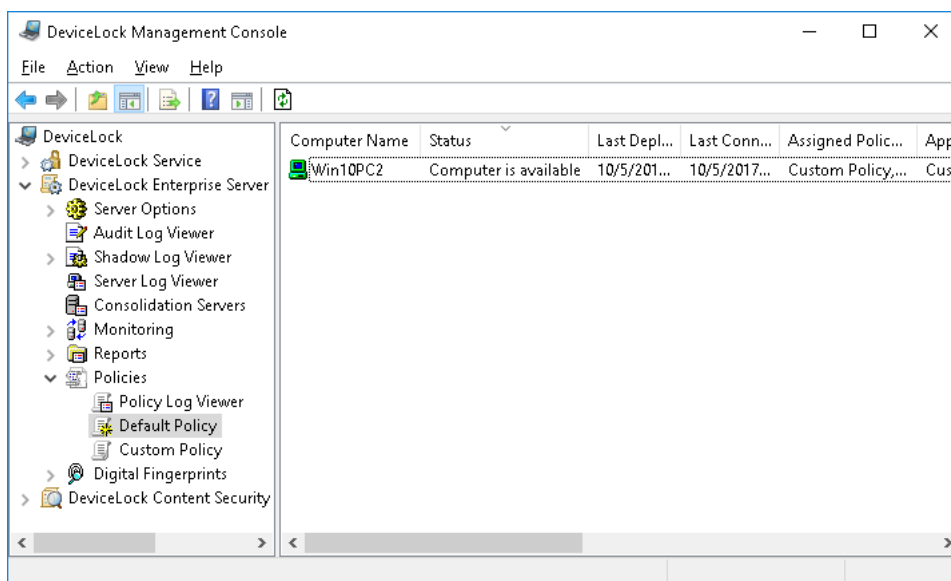 DeviceLock Management Console
File Action View Help
DeviceLock
DeviceLock Service
DeviceLock Enterprise Server
Server Options
Audit Log Viewer
Shadow Log Viewer
Server Log Viewer
Consolidation Servers
Monitoring
Reports
Policies
Policy Log Viewer
Default Policy
Custom Policy
Digital Fingerprints
DeviceLock Content Security
Computer Name Status Last Depl... Last Conn... Assigned Polic... App
Win10PC2 Computer is available 10/5/201... 10/5/2017... Custom Policy,... Cus